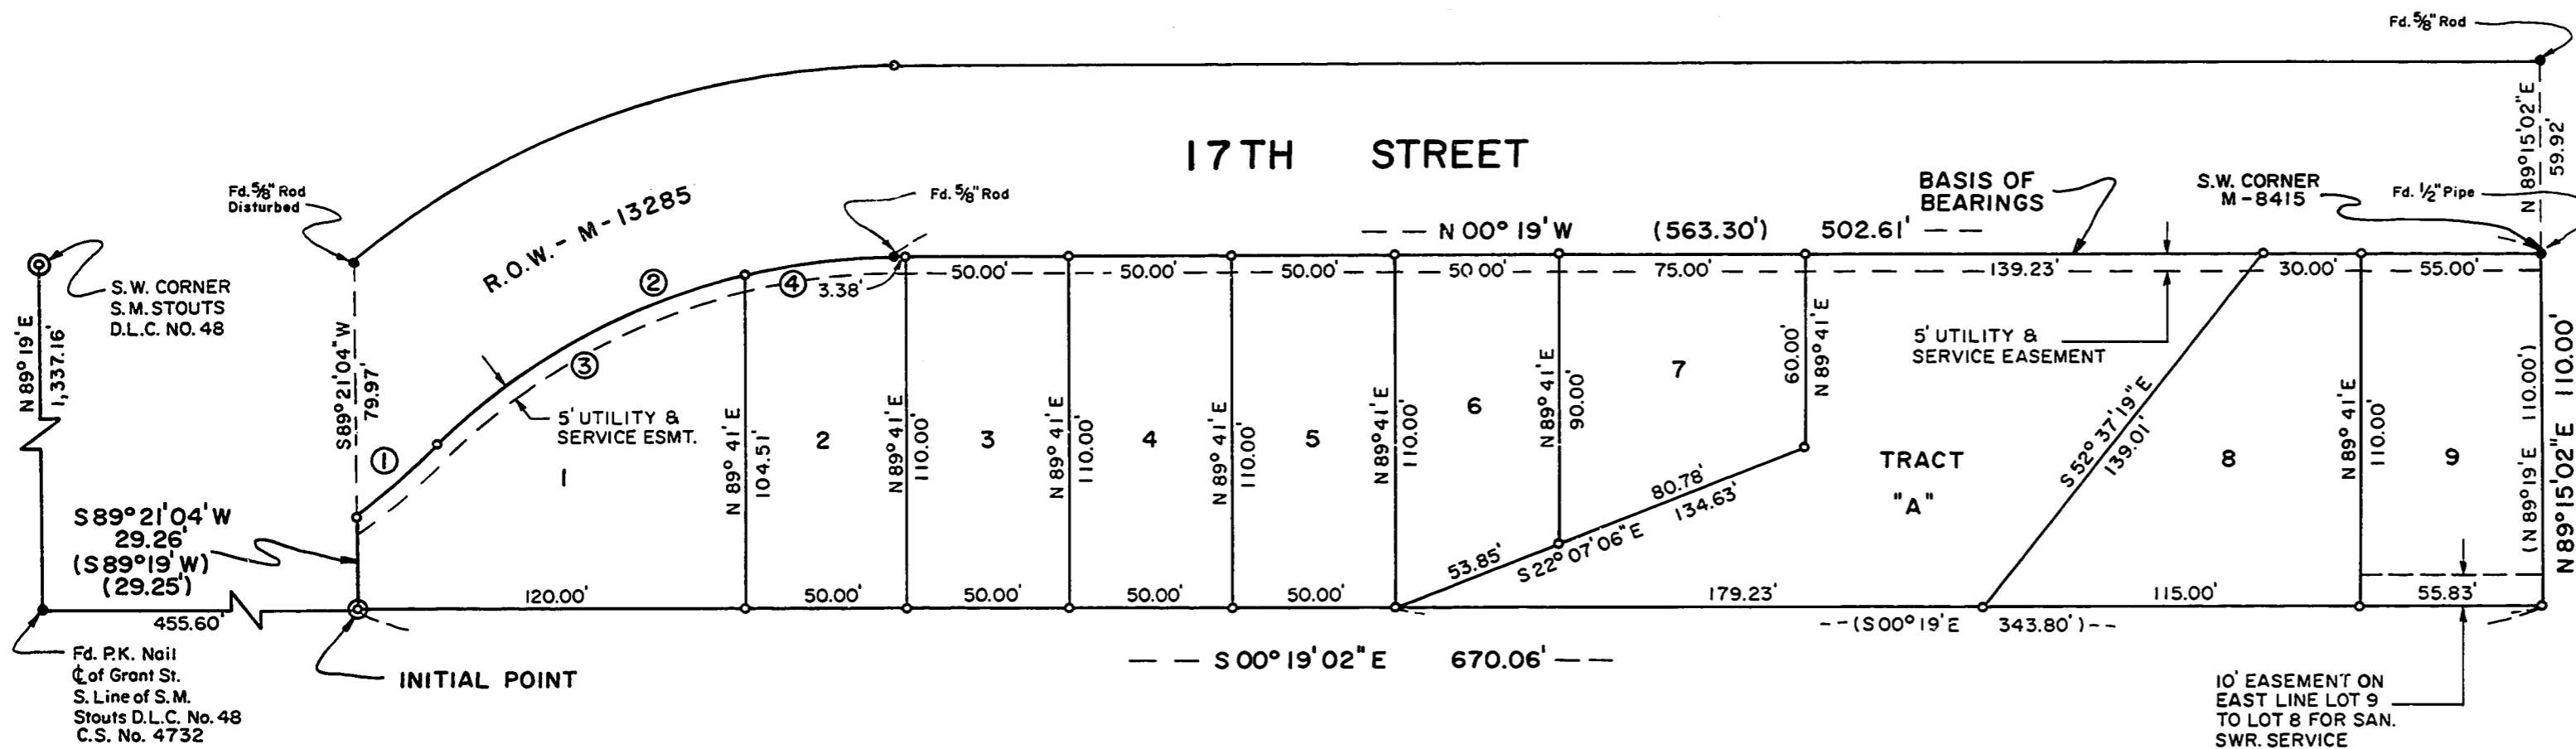 Fd. 5/8" Rod
N 89° 15' 02" E
59.92'
17TH STREET
Fd. 5/8" Rod
Disturbed
R.O.W. - M-13285
Fd. 5/8" Rod
BASIS OF
BEARINGS
S.W. CORNER
M-8415
Fd. 1/2" Pipe
— — N 00° 19' W (563.30') 502.61' — —
S.W. CORNER
S.M. STOUTS
D.L.C. NO. 48
N 89° 19' E
1,337.16'
S 89° 21' 04" W
79.97'
②
④
3.38'
50.00'
50.00'
50.00'
50.00'
75.00'
139.23'
30.00'
55.00'
③
①
5' UTILITY &
SERVICE ESMT.
5' UTILITY &
SERVICE EASEMENT
1
N 89° 41' E
104.51'
2
N 89° 41' E
110.00'
3
N 89° 41' E
110.00'
4
N 89° 41' E
110.00'
5
N 89° 41' E
110.00'
6
N 89° 41' E
90.00'
7
60.00'
N 89° 41' E
TRACT
"A"
S 52° 37' 19" E
139.01'
8
N 89° 41' E
110.00'
9
(N 89° 19' E 110.00')
N 89° 15' 02" E 110.00'
S 89° 21' 04' W
29.26'
(S 89° 19' W)
(29.25')
53.85'
80.78'
S 22° 07' 06" E 134.63'
455.60'
120.00'
50.00'
50.00'
50.00'
50.00'
179.23'
115.00'
55.83'
--(S 00° 19' E 343.80')--
— — S 00° 19' 02" E 670.06' — —
INITIAL POINT
Fd. P.K. Nail
℄ of Grant St.
S. Line of S.M.
Stouts D.L.C. No. 48
C.S. No. 4732
10' EASEMENT ON
EAST LINE LOT 9
TO LOT 8 FOR SAN.
SWR. SERVICE